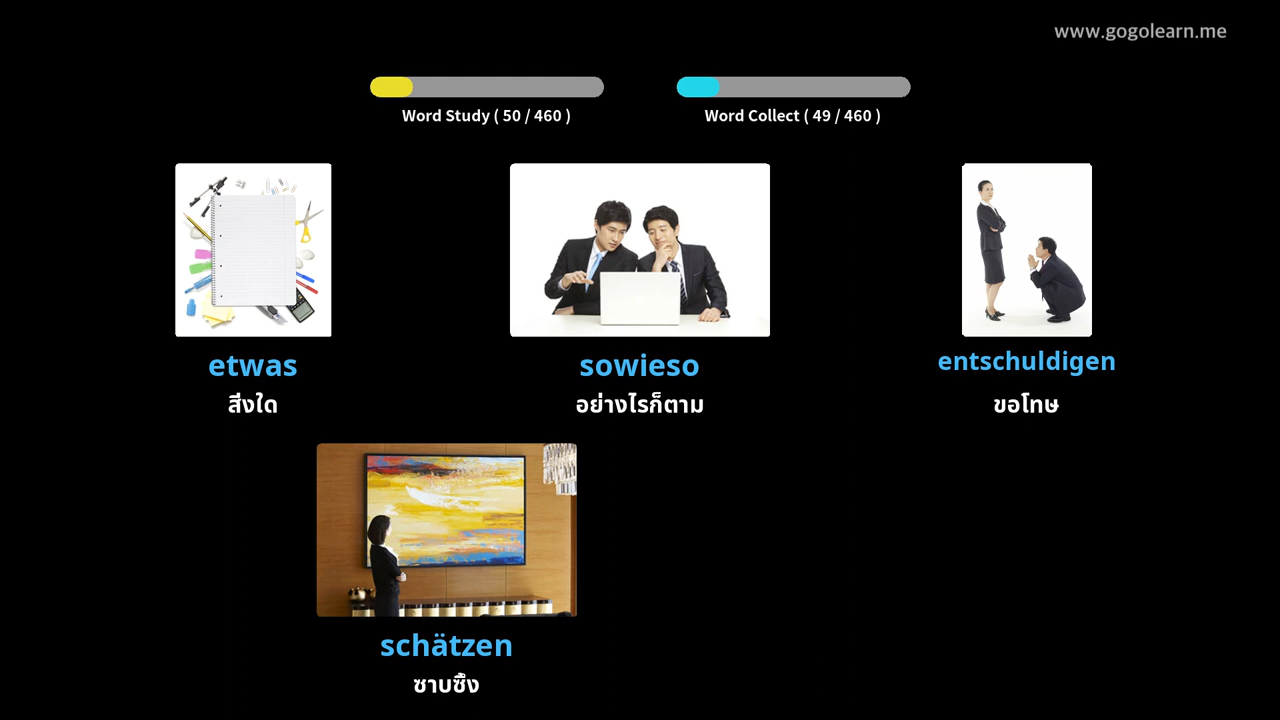 www.gogolearn.me
Word Study ( 50 / 460 )
Word Collect ( 49 / 460 )
etwas
สิ่งใด
sowieso
อย่างไรก็ตาม
entschuldigen
ขอโทษ
schätzen
ซาบซึ้ง